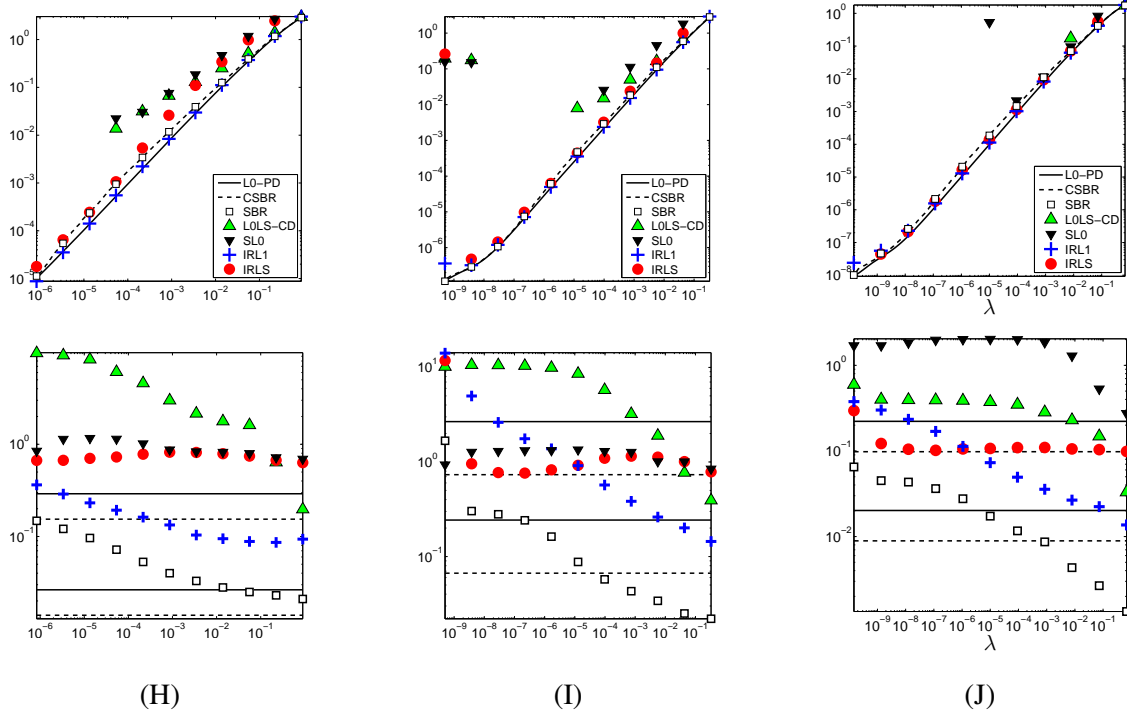 10⁰
10⁻¹
10⁻²
10⁻³
10⁻⁴
10⁻⁵
10⁻⁶ 10⁻⁵ 10⁻⁴ 10⁻³ 10⁻² 10⁻¹
L0−PD
CSBR
SBR
L0LS−CD
SL0
IRL1
IRLS
10⁰
10⁻¹
10⁻²
10⁻³
10⁻⁴
10⁻⁵
10⁻⁶
10⁻⁹ 10⁻⁸ 10⁻⁷ 10⁻⁶ 10⁻⁵ 10⁻⁴ 10⁻³ 10⁻² 10⁻¹
L0−PD
CSBR
SBR
L0LS−CD
SL0
IRL1
IRLS
10⁰
10⁻¹
10⁻²
10⁻³
10⁻⁴
10⁻⁵
10⁻⁶
10⁻⁷
10⁻⁸
10⁻⁹ 10⁻⁸ 10⁻⁷ 10⁻⁶ 10⁻⁵ 10⁻⁴ 10⁻³ 10⁻² 10⁻¹
λ
L0−PD
CSBR
SBR
L0LS−CD
SL0
IRL1
IRLS
10⁰
10⁻¹
10⁻⁶ 10⁻⁵ 10⁻⁴ 10⁻³ 10⁻² 10⁻¹
10¹
10⁰
10⁻¹
10⁻⁹ 10⁻⁸ 10⁻⁷ 10⁻⁶ 10⁻⁵ 10⁻⁴ 10⁻³ 10⁻² 10⁻¹
10⁰
10⁻¹
10⁻²
10⁻⁹ 10⁻⁸ 10⁻⁷ 10⁻⁶ 10⁻⁵ 10⁻⁴ 10⁻³ 10⁻² 10⁻¹
λ
(H) (I) (J)